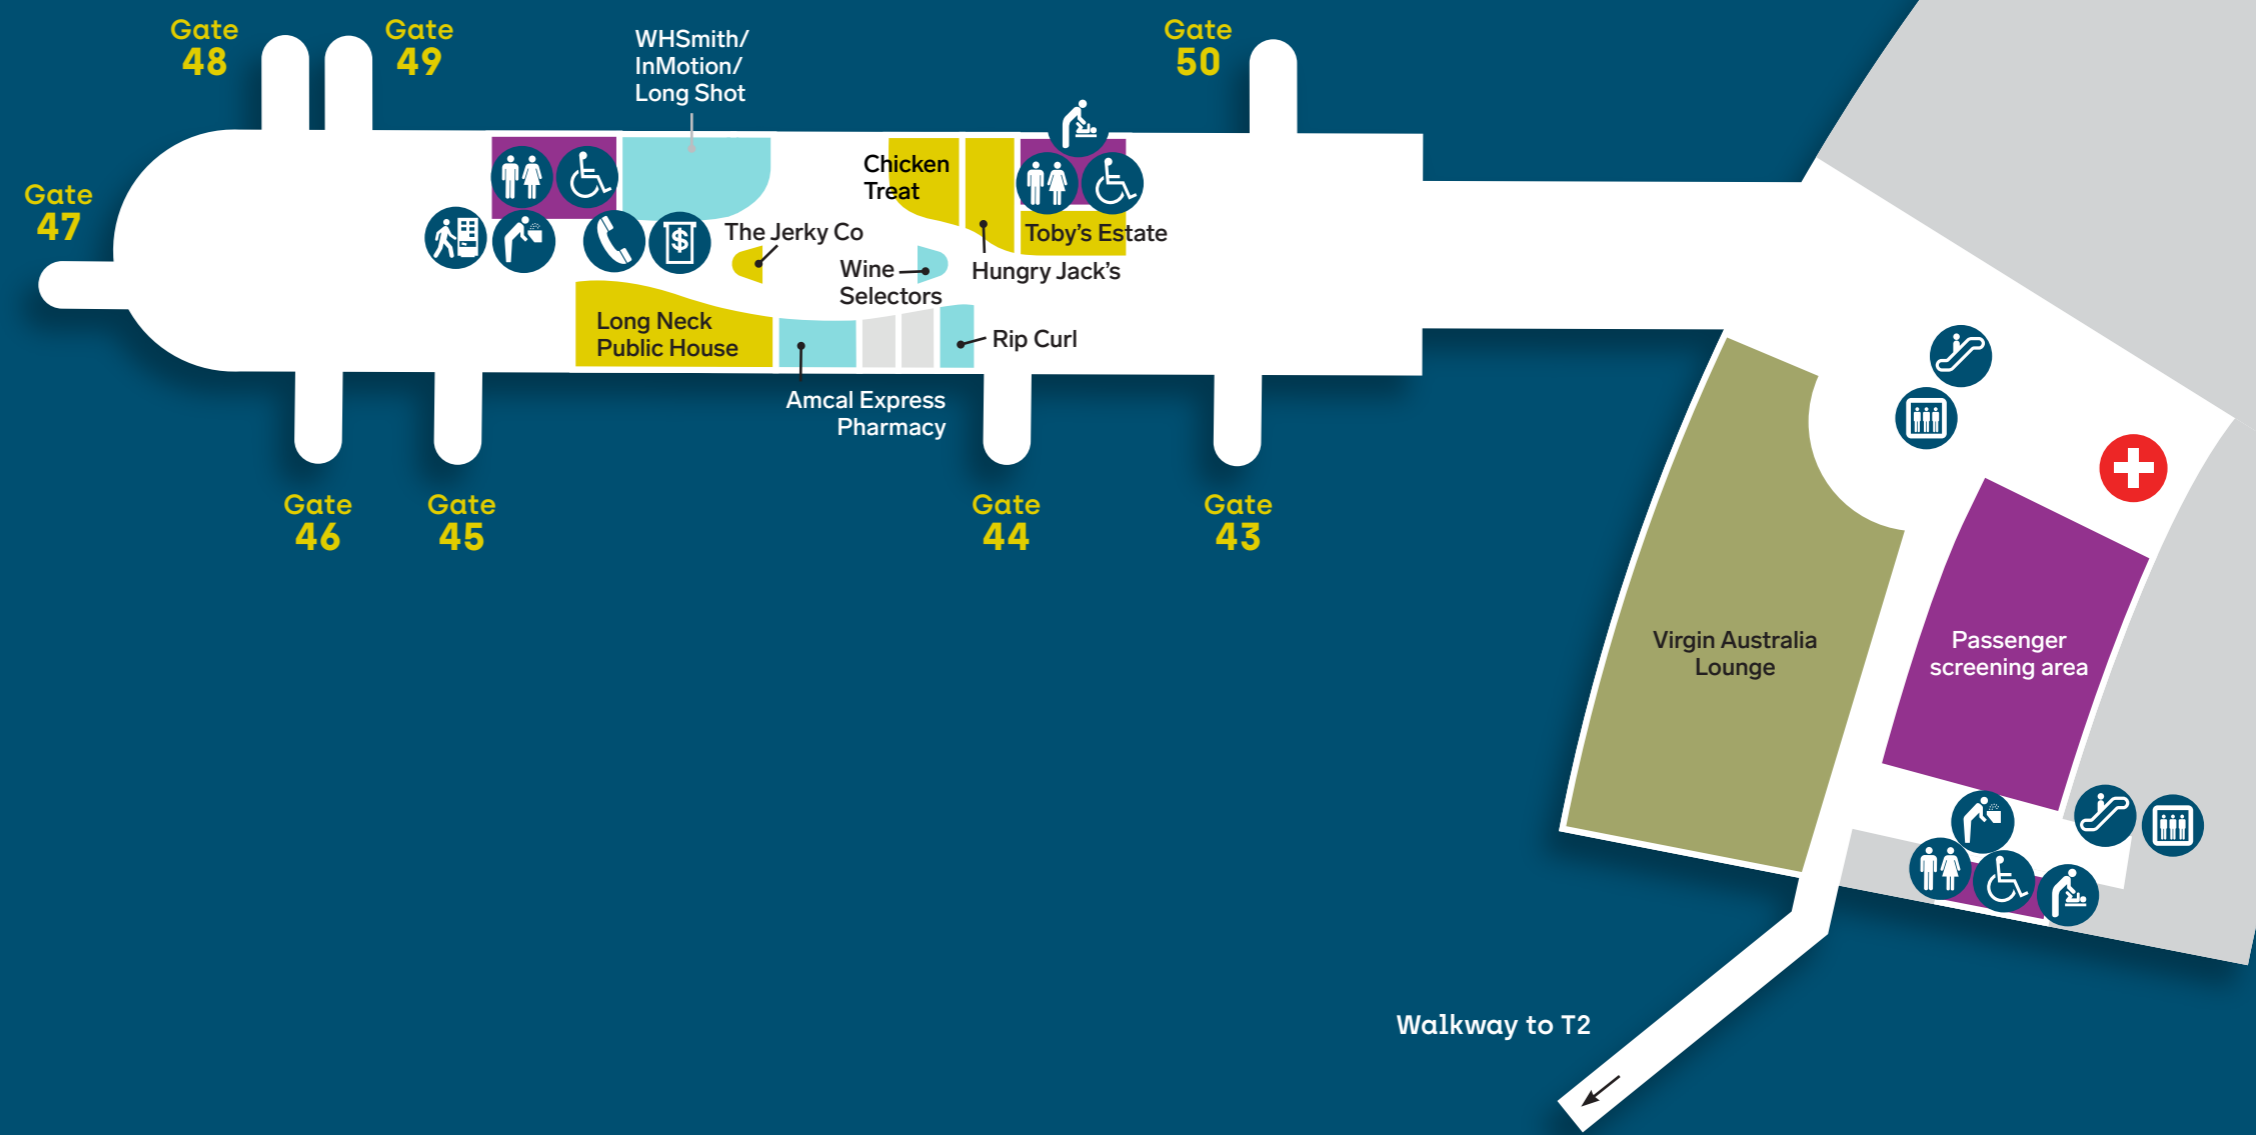 Gate
48
Gate
49
WHSmith/
InMotion/
Long Shot
Gate
50
Gate
47
Chicken
Treat
The Jerky Co
Toby's Estate
Wine
Selectors
Hungry Jack's
$
Long Neck
Public House
Rip Curl
Amcal Express
Pharmacy
Gate
46
Gate
45
Gate
44
Gate
43
Virgin Australia
Lounge
Passenger
screening area
Walkway to T2